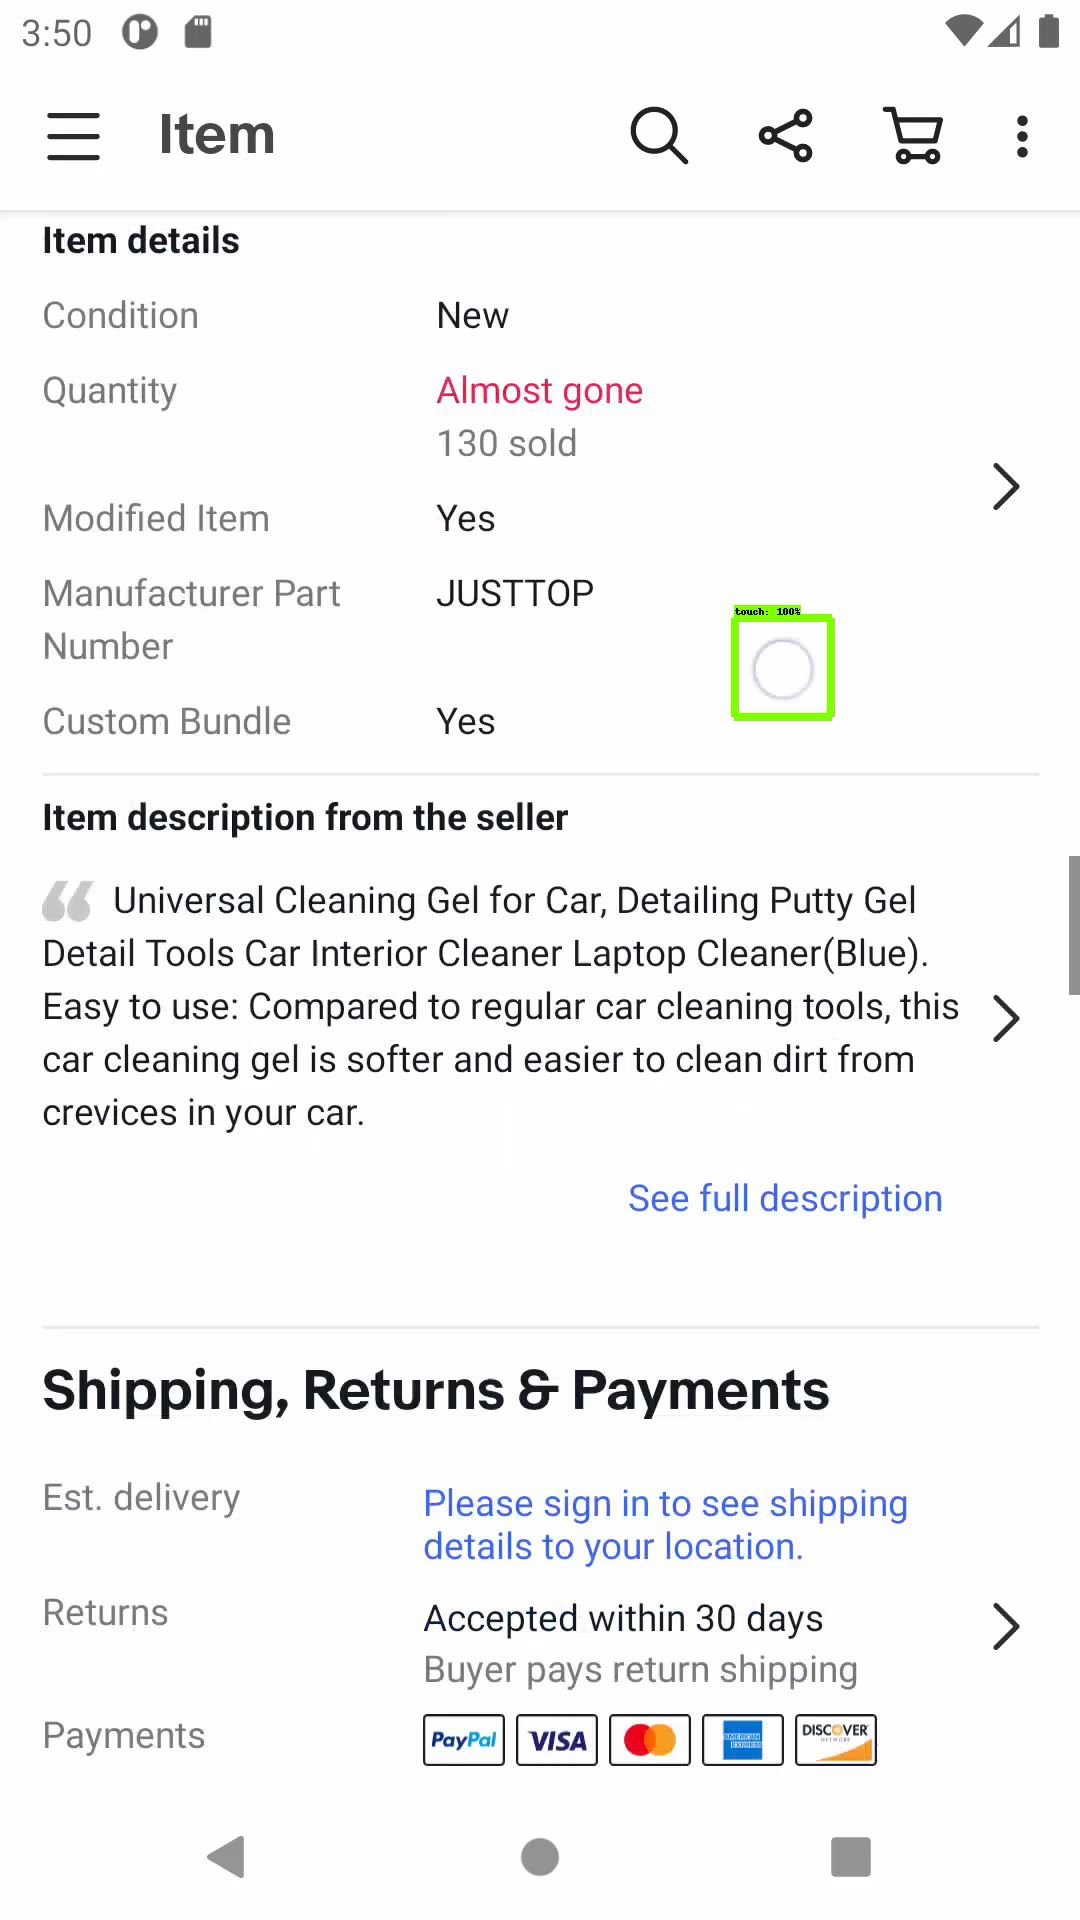 3:50
Item
Item details
Condition New
Quantity Almost gone
130 sold
Modified Item Yes
Manufacturer Part Number JUSTTOP
touch: 100%
Custom Bundle Yes
Item description from the seller
Universal Cleaning Gel for Car, Detailing Putty Gel
Detail Tools Car Interior Cleaner Laptop Cleaner(Blue).
Easy to use: Compared to regular car cleaning tools, this
car cleaning gel is softer and easier to clean dirt from
crevices in your car.
See full description
Shipping, Returns & Payments
Est. delivery Please sign in to see shipping
details to your location.
Returns Accepted within 30 days
Buyer pays return shipping
Payments PayPal VISA AMERICAN EXPRESS DISCOVER NETWORK